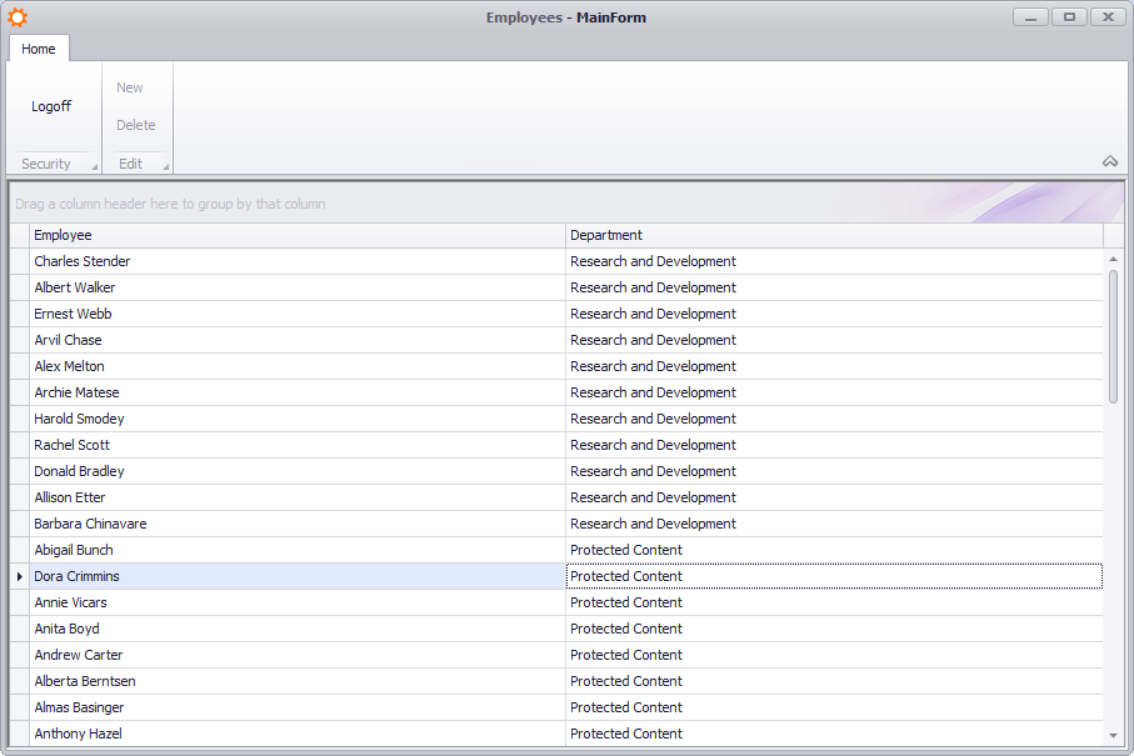 Employees - MainForm
Home
Logoff
New
Delete
Security
Edit
Drag a column header here to group by that column
Employee Department
Charles Stender Research and Development
Albert Walker Research and Development
Ernest Webb Research and Development
Arvil Chase Research and Development
Alex Melton Research and Development
Archie Matese Research and Development
Harold Smodey Research and Development
Rachel Scott Research and Development
Donald Bradley Research and Development
Allison Etter Research and Development
Barbara Chinavare Research and Development
Abigail Bunch Protected Content
Dora Crimmins Protected Content
Annie Vicars Protected Content
Anita Boyd Protected Content
Andrew Carter Protected Content
Alberta Berntsen Protected Content
Almas Basinger Protected Content
Anthony Hazel Protected Content